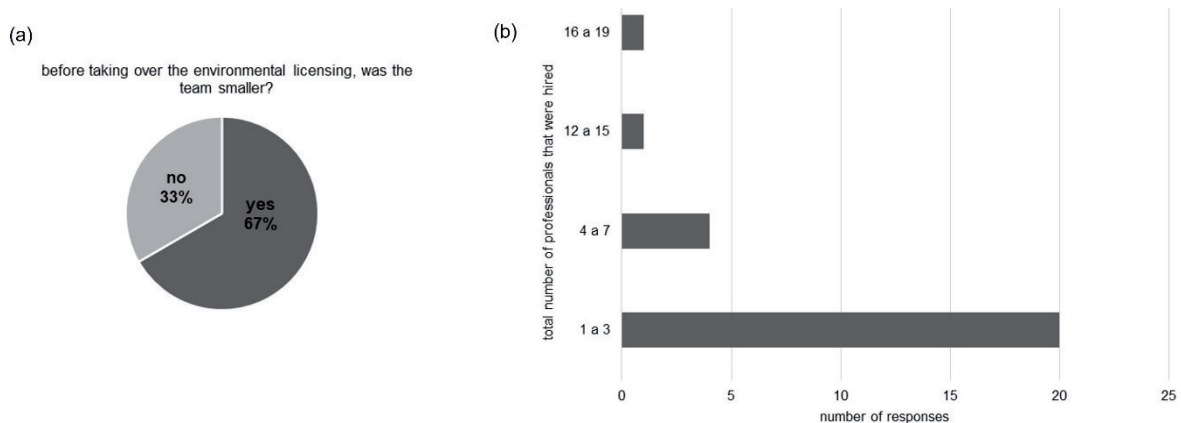 (a)
before taking over the environmental licensing, was the
team smaller?
no
33%
yes
67%
(b)
total number of professionals that were hired
16 a 19
12 a 15
4 a 7
1 a 3
0
5
10
15
20
25
number of responses